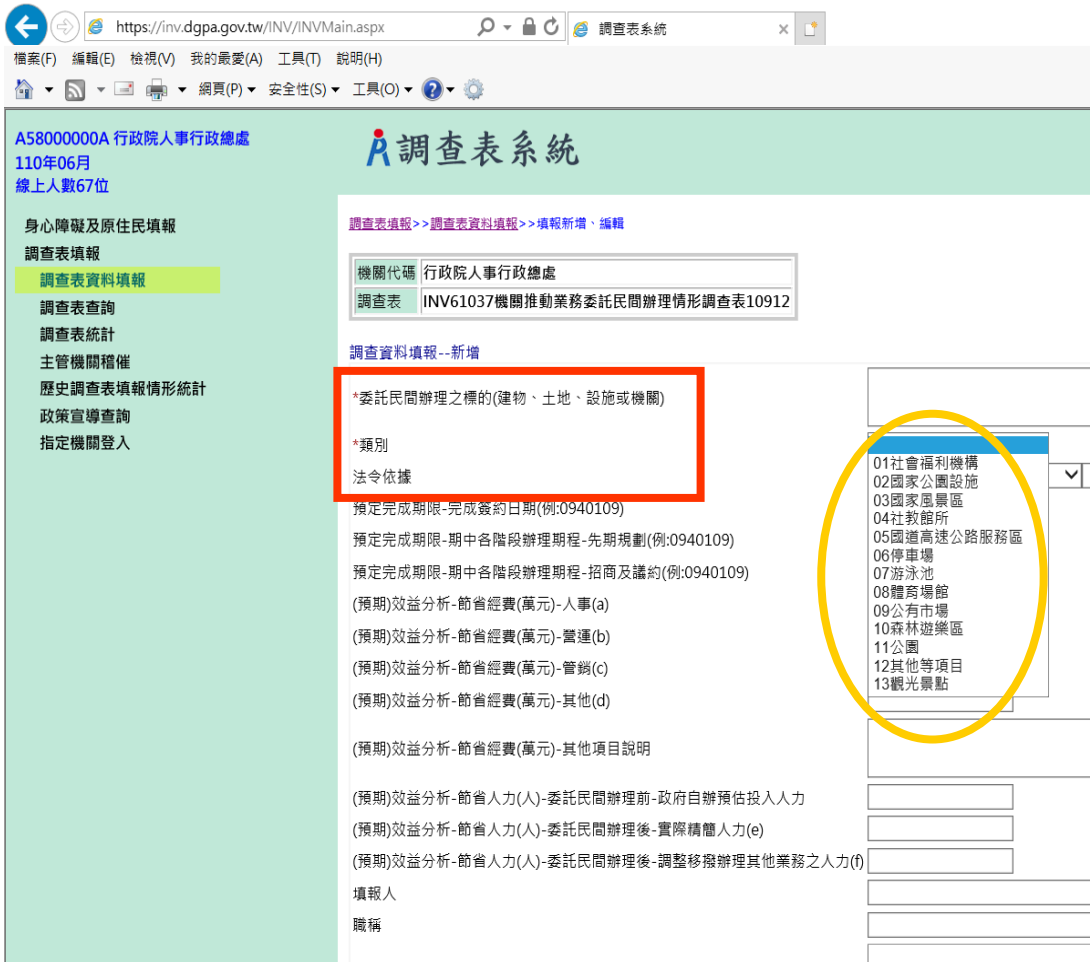 https://inv.dgpa.gov.tw/INV/INVMain.aspx
調查表系統
檔案(F) 編輯(E) 檢視(V) 我的最愛(A) 工具(T) 說明(H)
網頁(P) 安全性(S) 工具(O)
A58000000A 行政院人事行政總處
110年06月
線上人數67位
身心障礙及原住民填報
調查表填報
調查表資料填報
調查表查詢
調查表統計
主管機關稽催
歷史調查表填報情形統計
政策宣導查詢
指定機關登入
調查表系統
調查表填報>>調查表資料填報>>填報新增、編輯
機關代碼 行政院人事行政總處
調查表 INV61037機關推動業務委託民間辦理情形調查表10912
調查資料填報--新增
*委託民間辦理之標的(建物、土地、設施或機關)
*類別
法令依據
預定完成期限-完成簽約日期(例:0940109)
預定完成期限-期中各階段辦理期程-先期規劃(例:0940109)
預定完成期限-期中各階段辦理期程-招商及議約(例:0940109)
(預期)效益分析-節省經費(萬元)-人事(a)
(預期)效益分析-節省經費(萬元)-營運(b)
(預期)效益分析-節省經費(萬元)-管銷(c)
(預期)效益分析-節省經費(萬元)-其他(d)
(預期)效益分析-節省經費(萬元)-其他項目說明
(預期)效益分析-節省人力(人)-委託民間辦理前-政府自辦預估投入人力
(預期)效益分析-節省人力(人)-委託民間辦理後-實際精簡人力(e)
(預期)效益分析-節省人力(人)-委託民間辦理後-調整移撥辦理其他業務之人力(f)
填報人
職稱
01社會福利機構
02國家公園設施
03國家風景區
04社教館所
05國道高速公路服務區
06停車場
07游泳池
08體育場館
09公有市場
10森林遊樂區
11公園
12其他等項目
13觀光景點